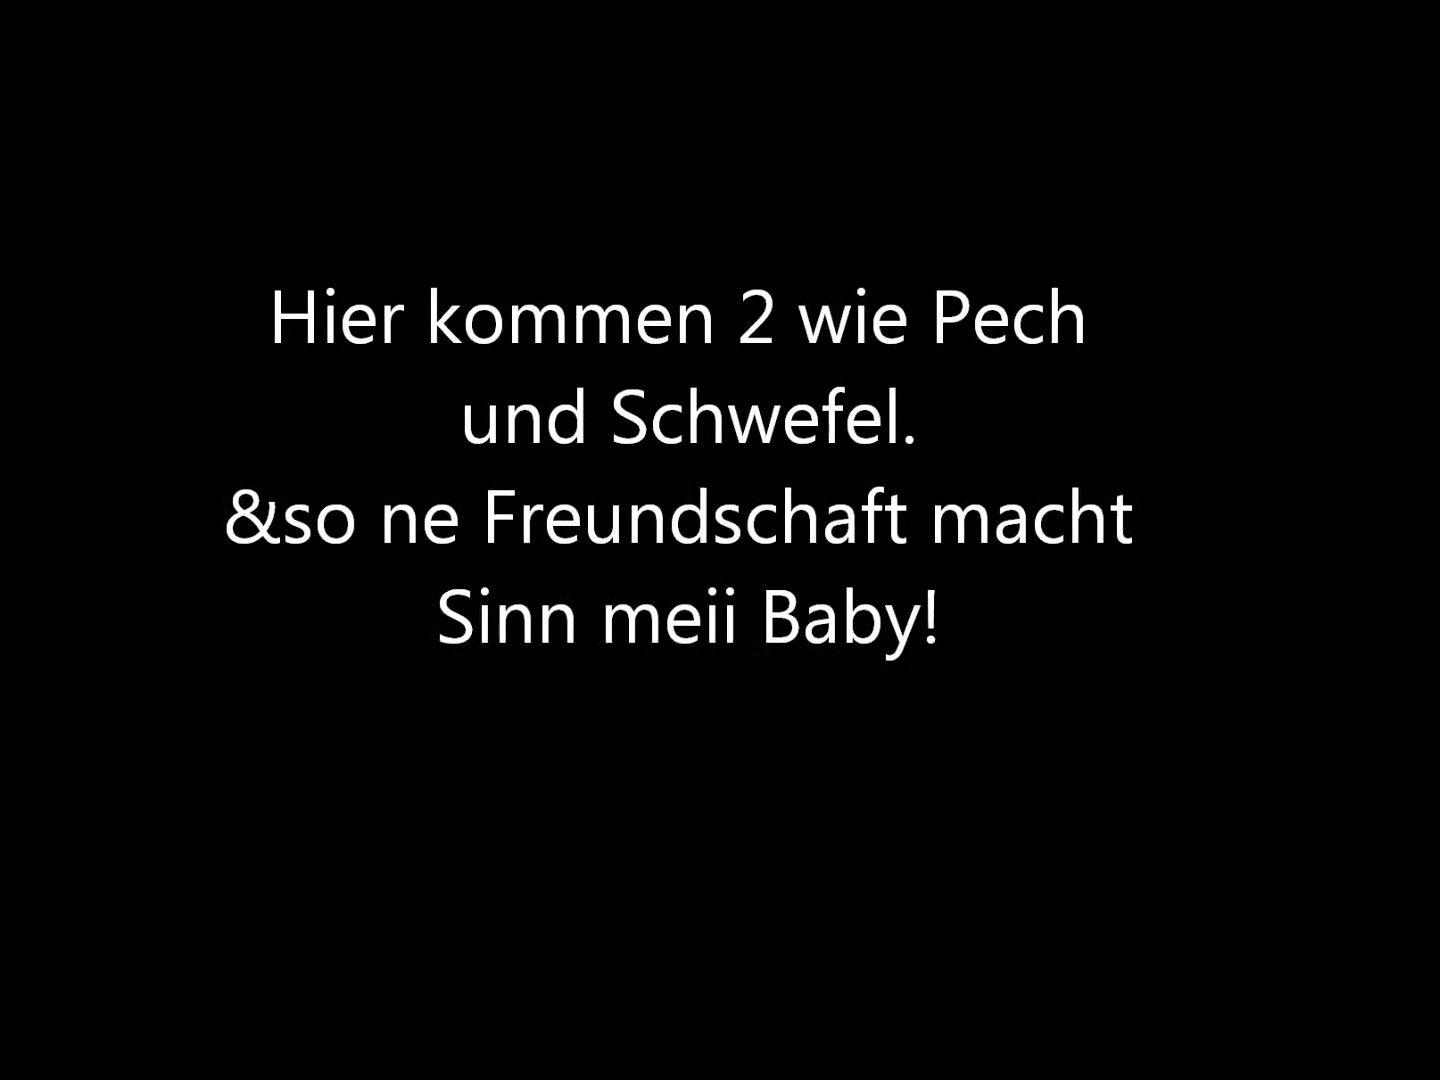 Hier kommen 2 wie Pech
und Schwefel.
&so ne Freundschaft macht
Sinn meii Baby!